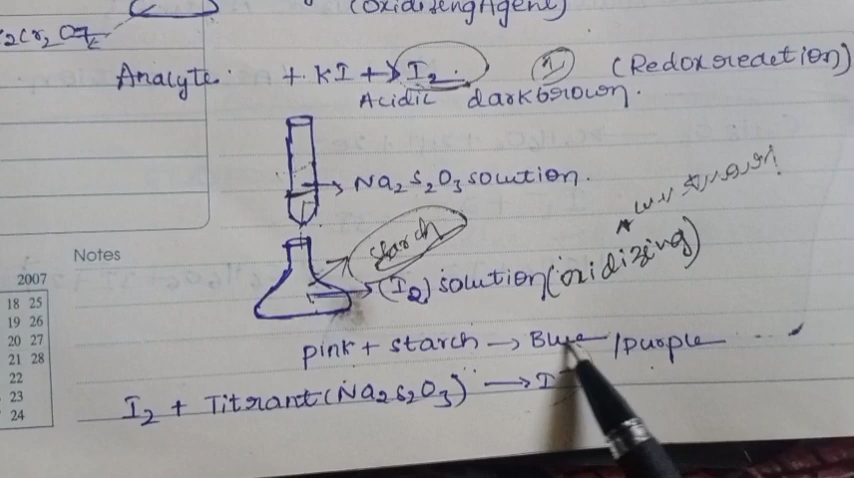 (Oxidizing Agent)
2Cr2O7
Analyte + KI + → I2 (Redox reaction)
Acidic dark brown.
→ Na2S2O3 solution.
Starch
→ (I2) solution (oxidizing)
Notes
2007
18 25
19 26
20 27
21 28
22
23
24
pink + starch → Blue /purple
I2 + Titrant (Na2S2O3) → I